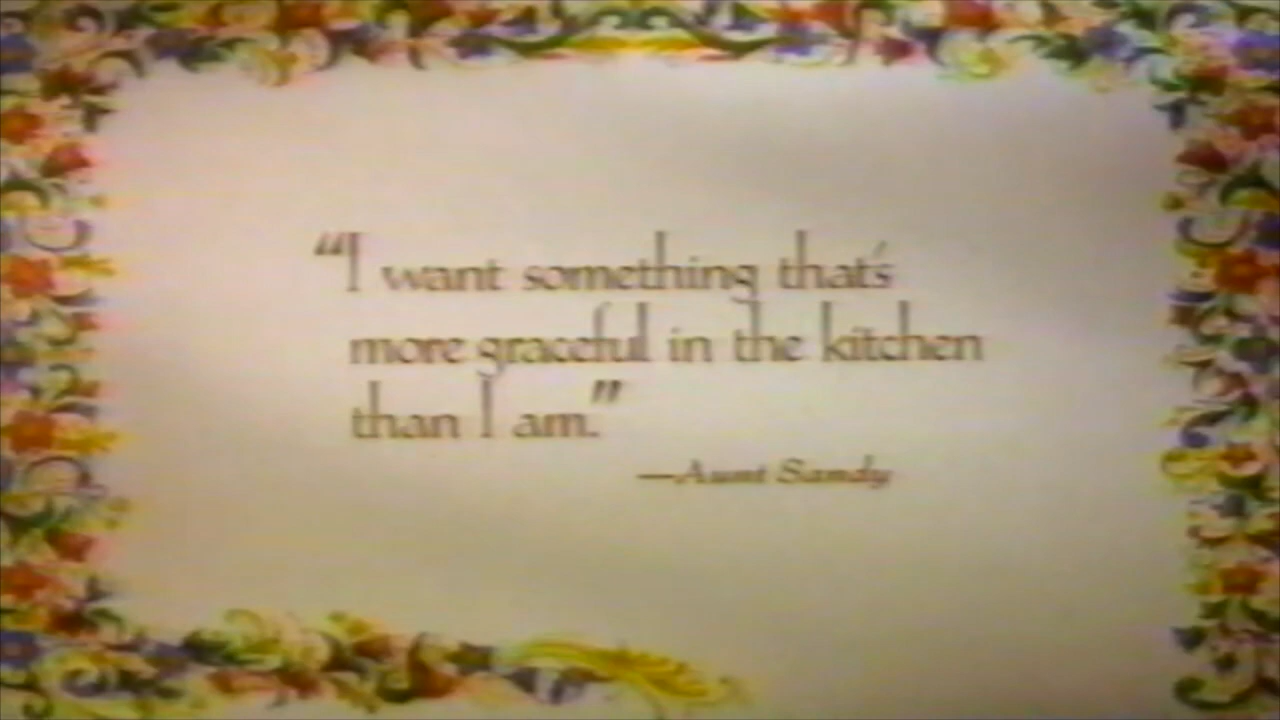 “I want something that's
more graceful in the kitchen
than I am.”
—Aunt Sandy